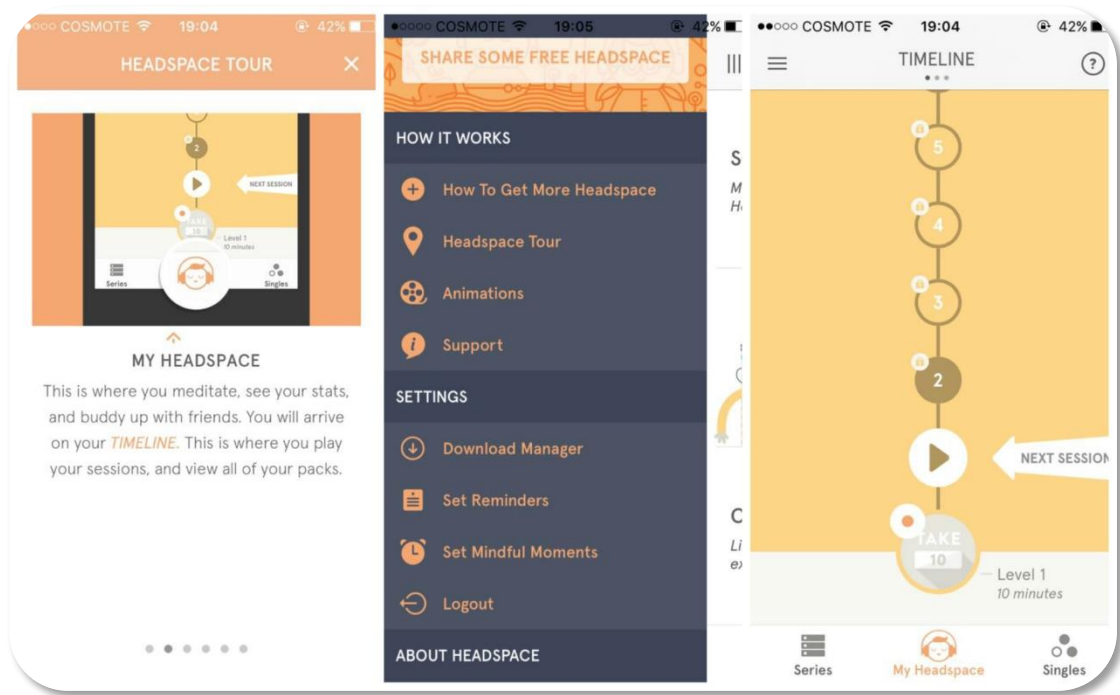 COSMOTE 19:04 42%
HEADSPACE TOUR ×
2
NEXT SESSION
TAKE
10
Level 1
10 minutes
Series
Singles
MY HEADSPACE
This is where you meditate, see your stats,
and buddy up with friends. You will arrive
on your TIMELINE. This is where you play
your sessions, and view all of your packs.
COSMOTE 19:05 42%
SHARE SOME FREE HEADSPACE
HOW IT WORKS
How To Get More Headspace
Headspace Tour
Animations
Support
SETTINGS
Download Manager
Set Reminders
Set Mindful Moments
Logout
ABOUT HEADSPACE
S
M
H
C
Li
COSMOTE 19:04 42%
TIMELINE
?
5
4
3
2
NEXT SESSION
TAKE
10
Level 1
10 minutes
Series
My Headspace
Singles